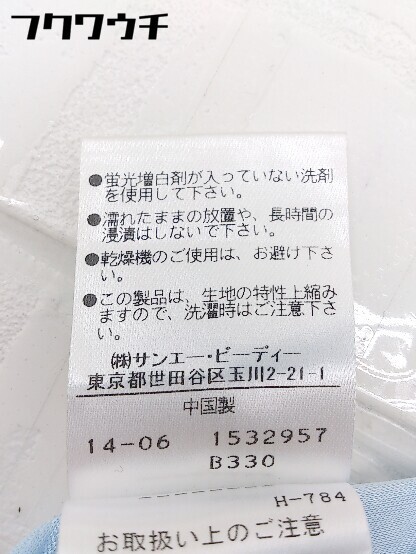 フクワウチ
●蛍光増白剤が入っていない洗剤
を使用して下さい。
●濡れたままの放置や、長時間の
浸漬はしないで下さい。
●乾燥機のご使用は、お避け下さ
い。
●この製品は、生地の特性上縮み
ますので、洗濯時はご注意下さ
い。
㈱サンエー・ビーディー
東京都世田谷区玉川2-21-1
中国製
14-06 1532957
B330
H-784
お取扱い上のご注意